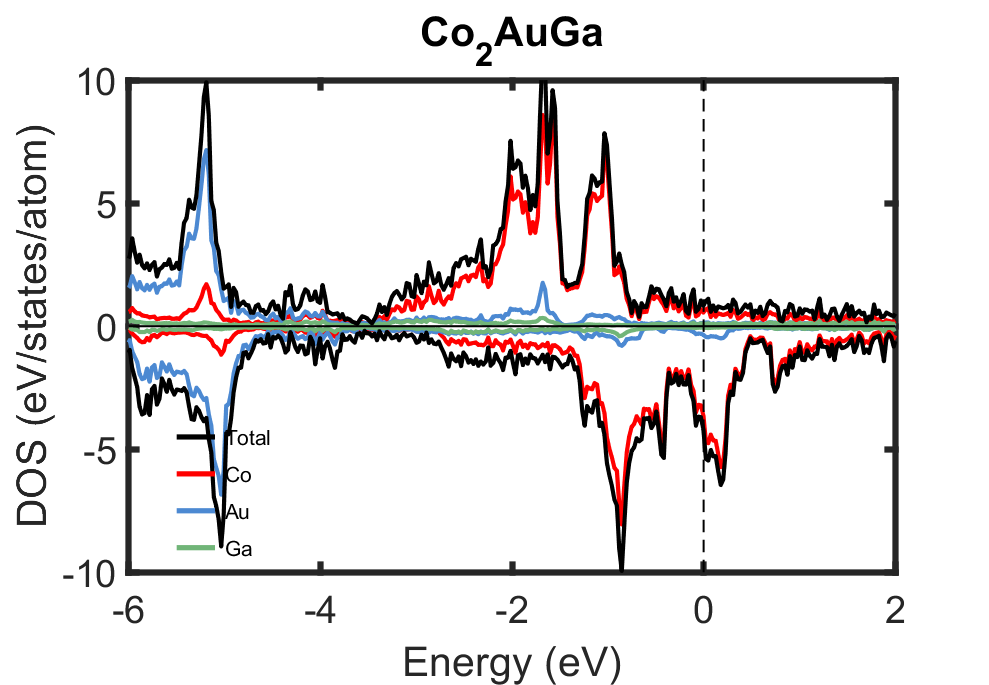 Co₂AuGa
DOS (eV/states/atom)
10
5
0
0
-5
-10
Total
Co
Au
Ga
-6 -4 -2 0 2
Energy (eV)